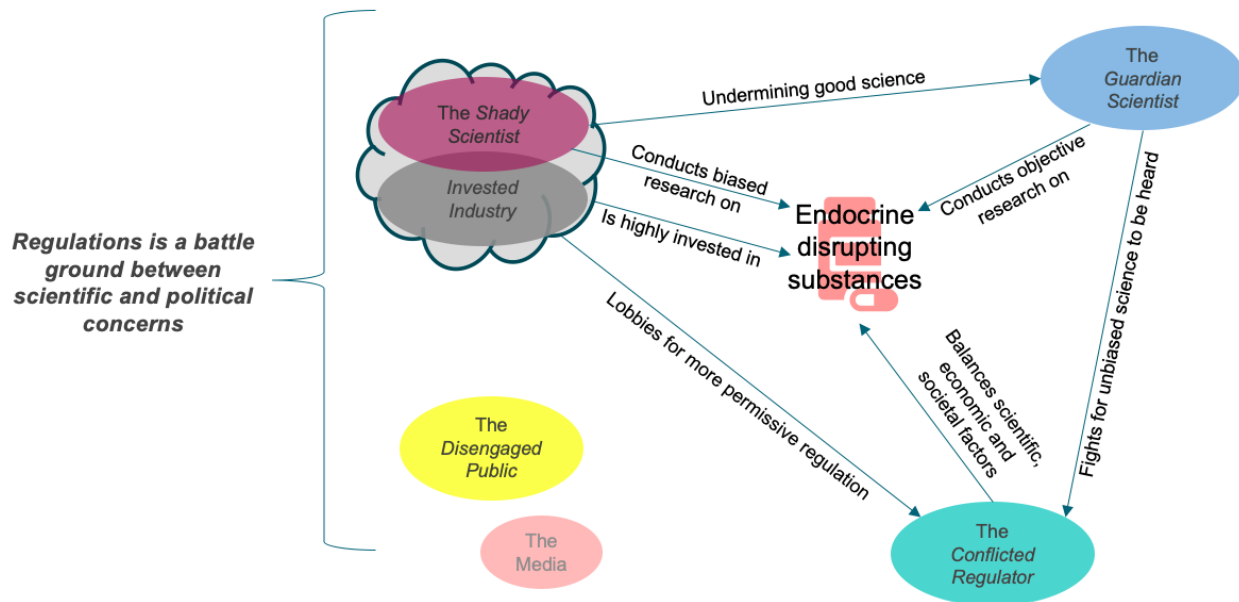 The
Guardian
Scientist
Undermining good science
The Shady
Scientist
Conducts biased
research on
Conducts objective
research on
Invested
Industry
Is highly invested in
Endocrine
disrupting
substances
Fights for unbiased science to be heard
Regulations is a battle
ground between
scientific and political
concerns
Lobbies for more permissive regulation
Balances scientific,
economic and
societal factors
The
Disengaged
Public
The
Media
The
Conflicted
Regulator